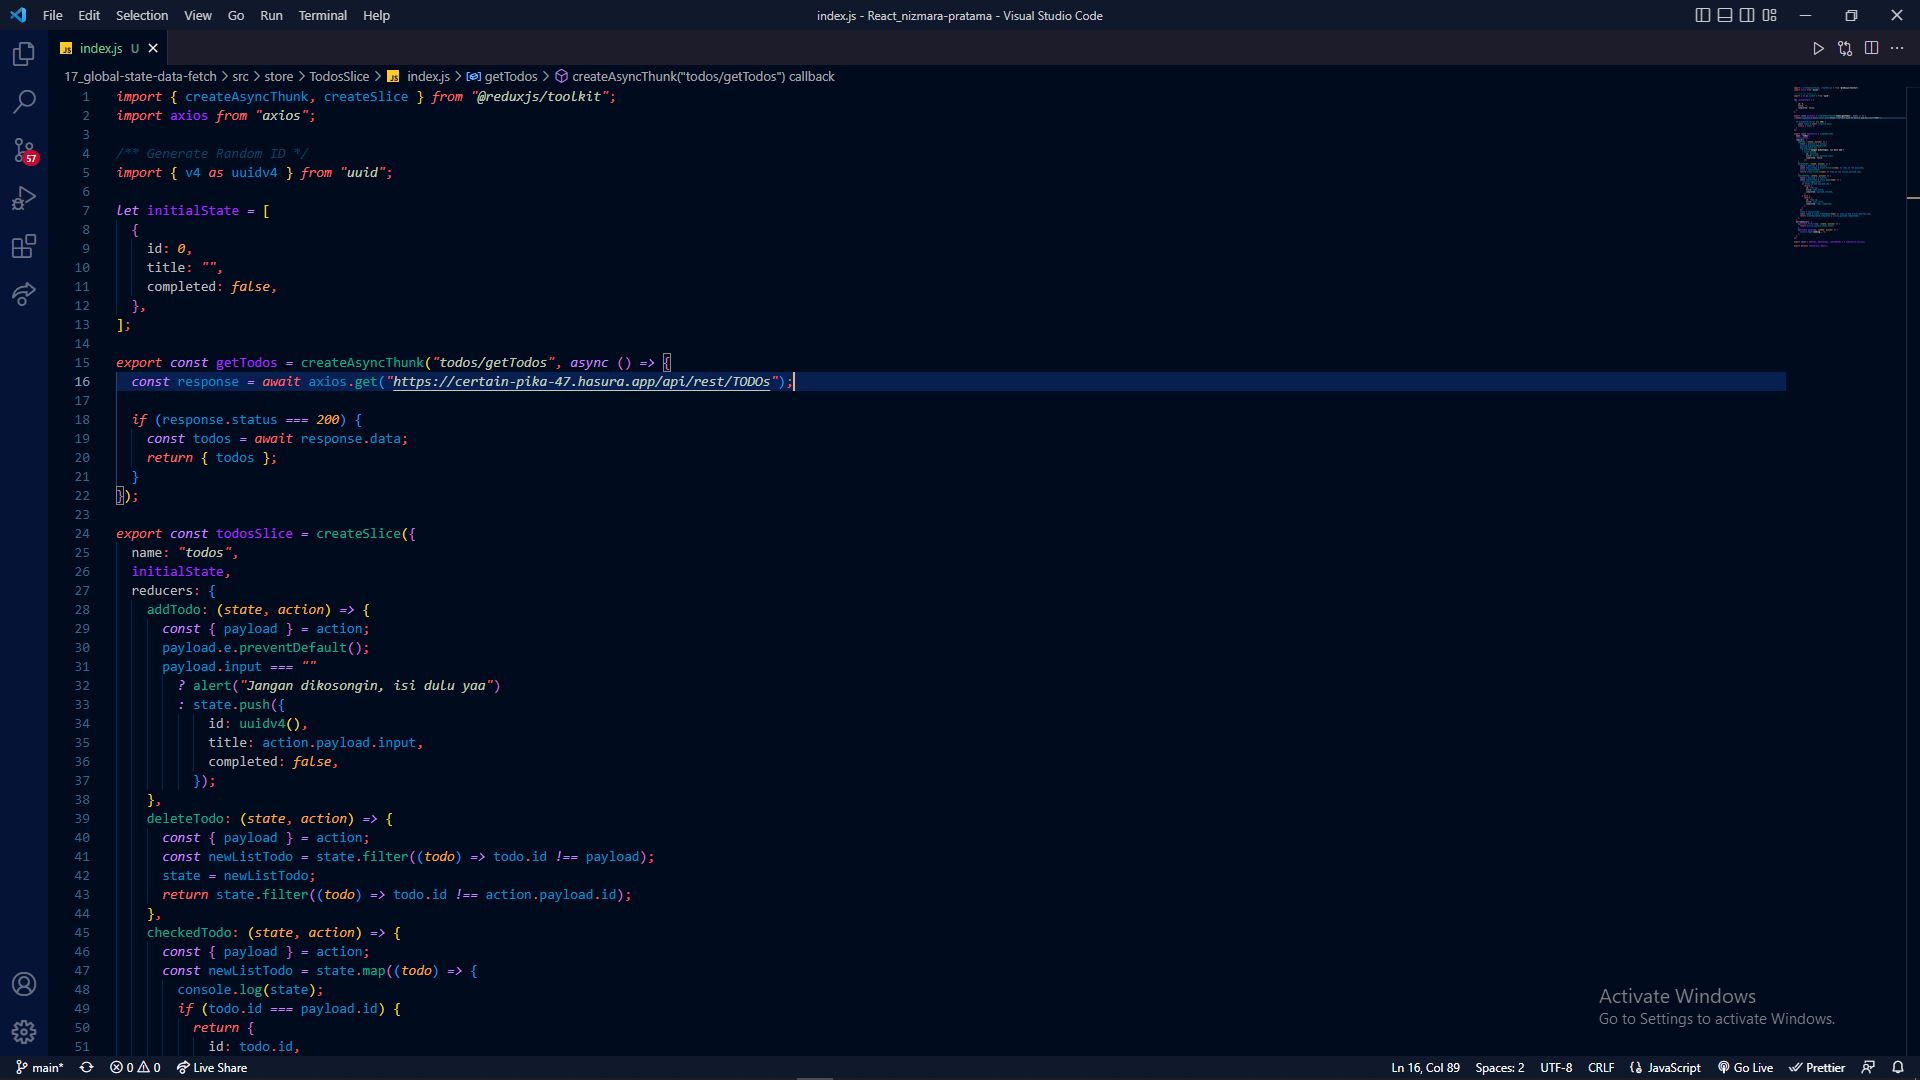 File Edit Selection View Go Run Terminal Help
index.js - React_nizmara-pratama - Visual Studio Code
JS index.js U
17_global-state-data-fetch > src > store > TodosSlice > JS index.js > getTodos > createAsyncThunk("todos/getTodos") callback
57
1 import { createAsyncThunk, createSlice } from "@reduxjs/toolkit";
2 import axios from "axios";
3
4 /** Generate Random ID */
5 import { v4 as uuidv4 } from "uuid";
6
7 let initialState = [
8 {
9 id: 0,
10 title: "",
11 completed: false,
12 },
13 ];
14
15 export const getTodos = createAsyncThunk("todos/getTodos", async () => {
16 const response = await axios.get("https://certain-pika-47.hasura.app/api/rest/TODOs");
17
18 if (response.status === 200) {
19 const todos = await response.data;
20 return { todos };
21 }
22 });
23
24 export const todosSlice = createSlice({
25 name: "todos",
26 initialState,
27 reducers: {
28 addTodo: (state, action) => {
29 const { payload } = action;
30 payload.e.preventDefault();
31 payload.input === ""
32 ? alert("Jangan dikosongin, isi dulu yaa")
33 : state.push({
34 id: uuidv4(),
35 title: action.payload.input,
36 completed: false,
37 });
38 },
39 deleteTodo: (state, action) => {
40 const { payload } = action;
41 const newListTodo = state.filter((todo) => todo.id !== payload);
42 state = newListTodo;
43 return state.filter((todo) => todo.id !== action.payload.id);
44 },
45 checkedTodo: (state, action) => {
46 const { payload } = action;
47 const newListTodo = state.map((todo) => {
48 console.log(state);
49 if (todo.id === payload.id) {
50 return {
51 id: todo.id,
Activate Windows
Go to Settings to activate Windows.
main* 0 0 Live Share
Ln 16, Col 89 Spaces: 2 UTF-8 CRLF JavaScript Go Live Prettier